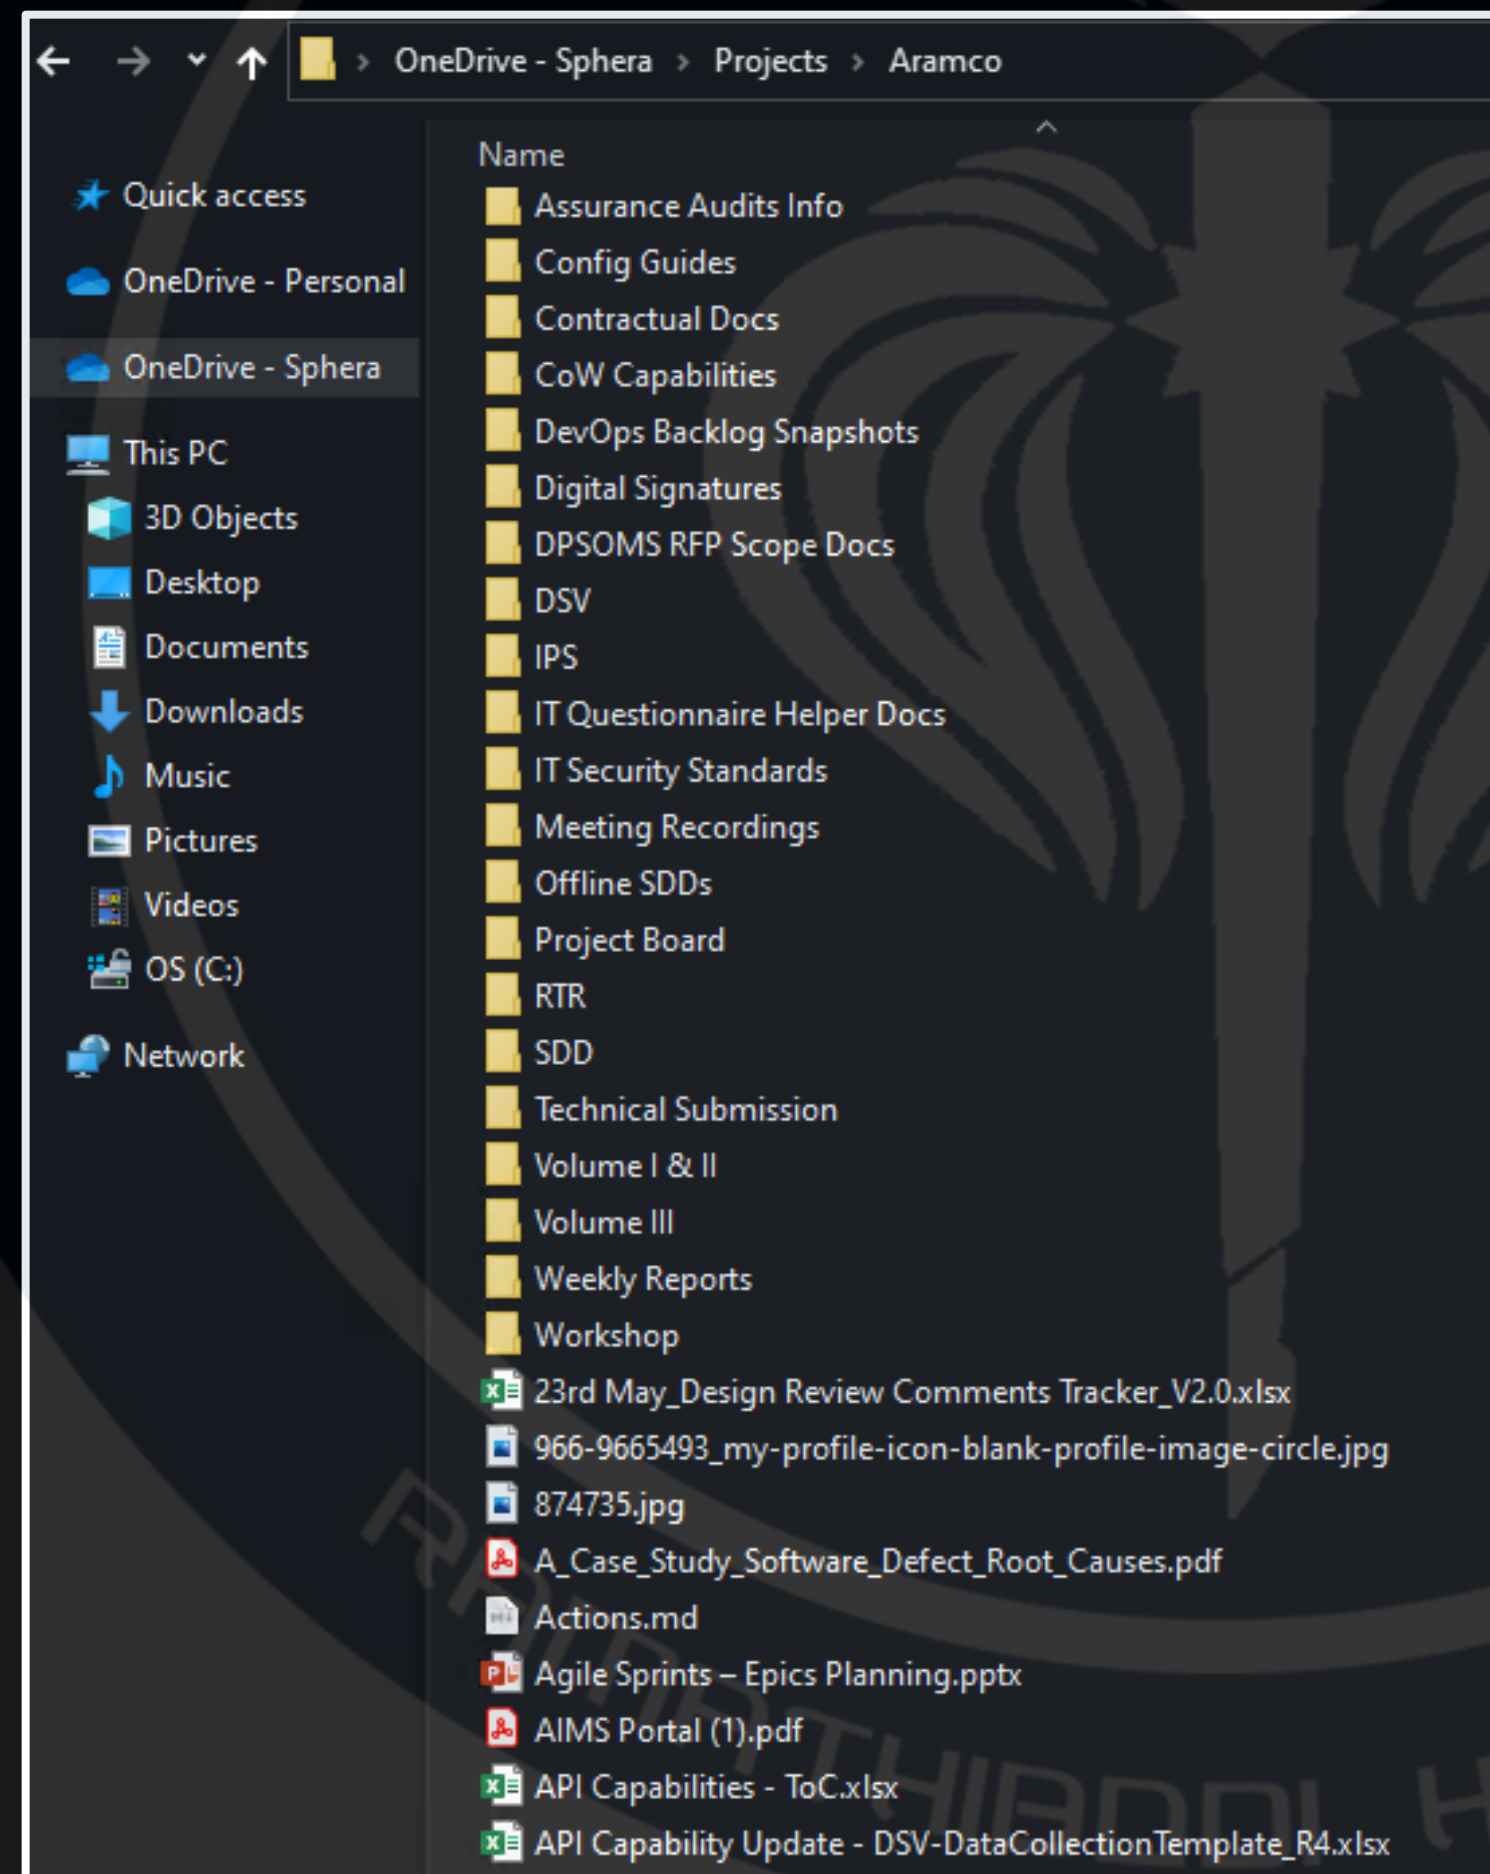 OneDrive - Sphera > Projects > Aramco
Quick access
OneDrive - Personal
OneDrive - Sphera
This PC
3D Objects
Desktop
Documents
Downloads
Music
Pictures
Videos
OS (C:)
Network
Name
Assurance Audits Info
Config Guides
Contractual Docs
CoW Capabilities
DevOps Backlog Snapshots
Digital Signatures
DPSOMS RFP Scope Docs
DSV
IPS
IT Questionnaire Helper Docs
IT Security Standards
Meeting Recordings
Offline SDDs
Project Board
RTR
SDD
Technical Submission
Volume I & II
Volume III
Weekly Reports
Workshop
23rd May_Design Review Comments Tracker_V2.0.xlsx
966-9665493_my-profile-icon-blank-profile-image-circle.jpg
874735.jpg
A_Case_Study_Software_Defect_Root_Causes.pdf
Actions.md
Agile Sprints – Epics Planning.pptx
AIMS Portal (1).pdf
API Capabilities - ToC.xlsx
API Capability Update - DSV-DataCollectionTemplate_R4.xlsx